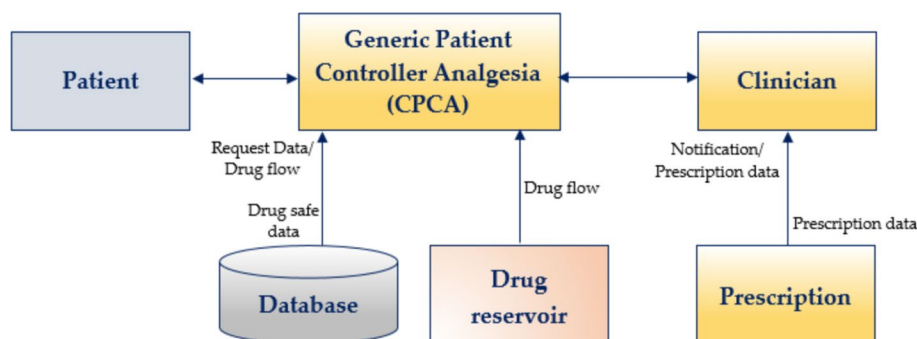 Patient
Generic Patient
Controller Analgesia
(CPCA)
Clinician
Request Data/
Drug flow
Drug flow
Notification/
Prescription data
Drug safe
data
Prescription data
Database
Drug
reservoir
Prescription